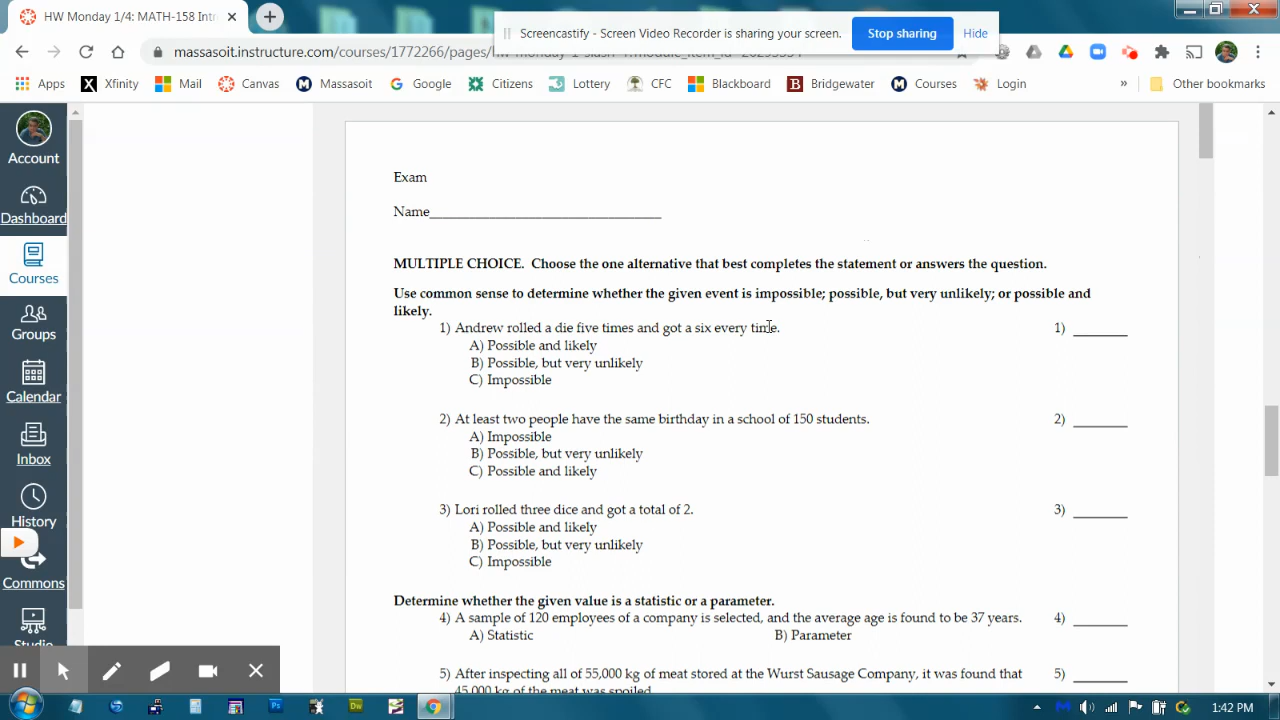 HW Monday 1/4: MATH-158 Intr
Screencastify - Screen Video Recorder is sharing your screen.
Stop sharing
Hide
massasoit.instructure.com/courses/1772266/pages/
Apps
Xfinity
Mail
Canvas
Massasoit
Google
Citizens
Lottery
CFC
Blackboard
Bridgewater
Courses
Login
»
Other bookmarks
Account
Dashboard
Courses
Groups
Calendar
Inbox
History
Commons
Studio
Exam
Name
MULTIPLE CHOICE. Choose the one alternative that best completes the statement or answers the question.
Use common sense to determine whether the given event is impossible; possible, but very unlikely; or possible and
likely.
1) Andrew rolled a die five times and got a six every time. 1)
A) Possible and likely
B) Possible, but very unlikely
C) Impossible
2) At least two people have the same birthday in a school of 150 students. 2)
A) Impossible
B) Possible, but very unlikely
C) Possible and likely
3) Lori rolled three dice and got a total of 2. 3)
A) Possible and likely
B) Possible, but very unlikely
C) Impossible
Determine whether the given value is a statistic or a parameter.
4) A sample of 120 employees of a company is selected, and the average age is found to be 37 years. 4)
A) Statistic B) Parameter
5) After inspecting all of 55,000 kg of meat stored at the Wurst Sausage Company, it was found that 5)
45,000 kg of the meat was spoiled.
1:42 PM